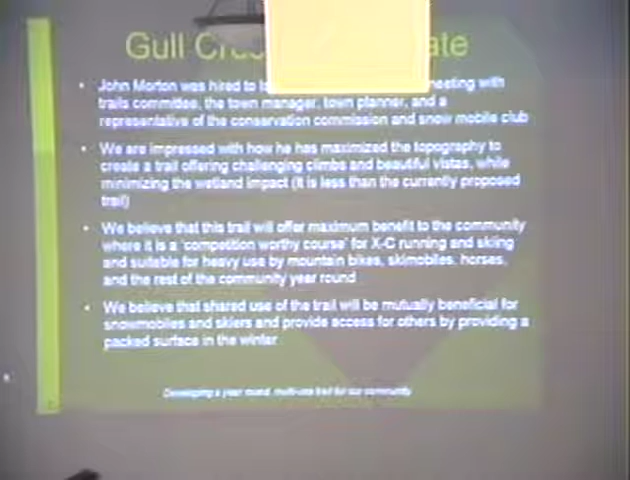 Gull
John Morton was hired to meeting with
trails committee, the town manager, town planner, and a
representative of the conservation commission and snow mobile club
We are impressed with how he has maximized the topography to
create a trail offering challenging climbs and beautiful vistas, while
minimizing the wetland impact (it is less than the currently proposed
trail)
We believe that this trail will offer maximum benefit to the community
where it is a 'competition worthy course' for X-C running and skiing
and suitable for heavy use by mountain bikes, skimobiles, horses,
and the rest of the community year round
We believe that shared use of the trail will be mutually beneficial for
snowmobiles and skiers and provide access for others by providing a
packed surface in the winter.
Developing a year round, multi-use trail for our community